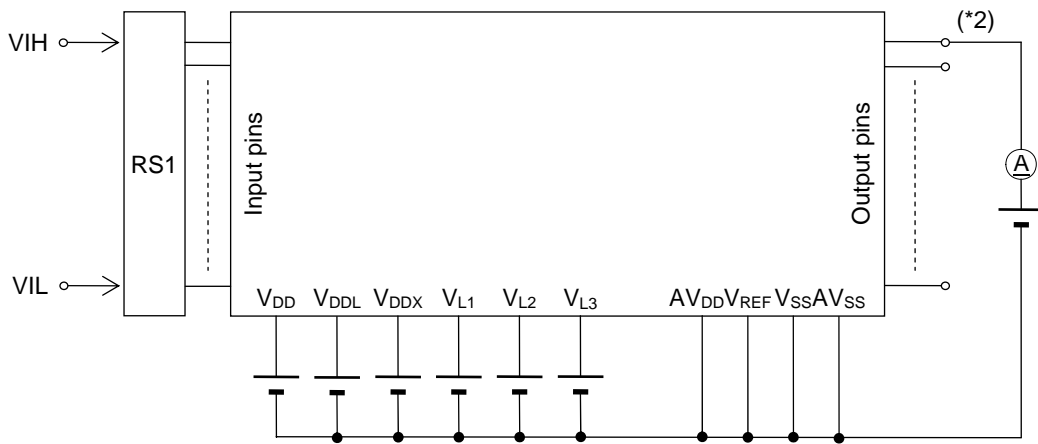 (*2)
VIH
RS1
Input pins
Output pins
A
VIL
VDD
VDDL
VDDX
VL1
VL2
VL3
AVDD
VREF
VSS
AVSS